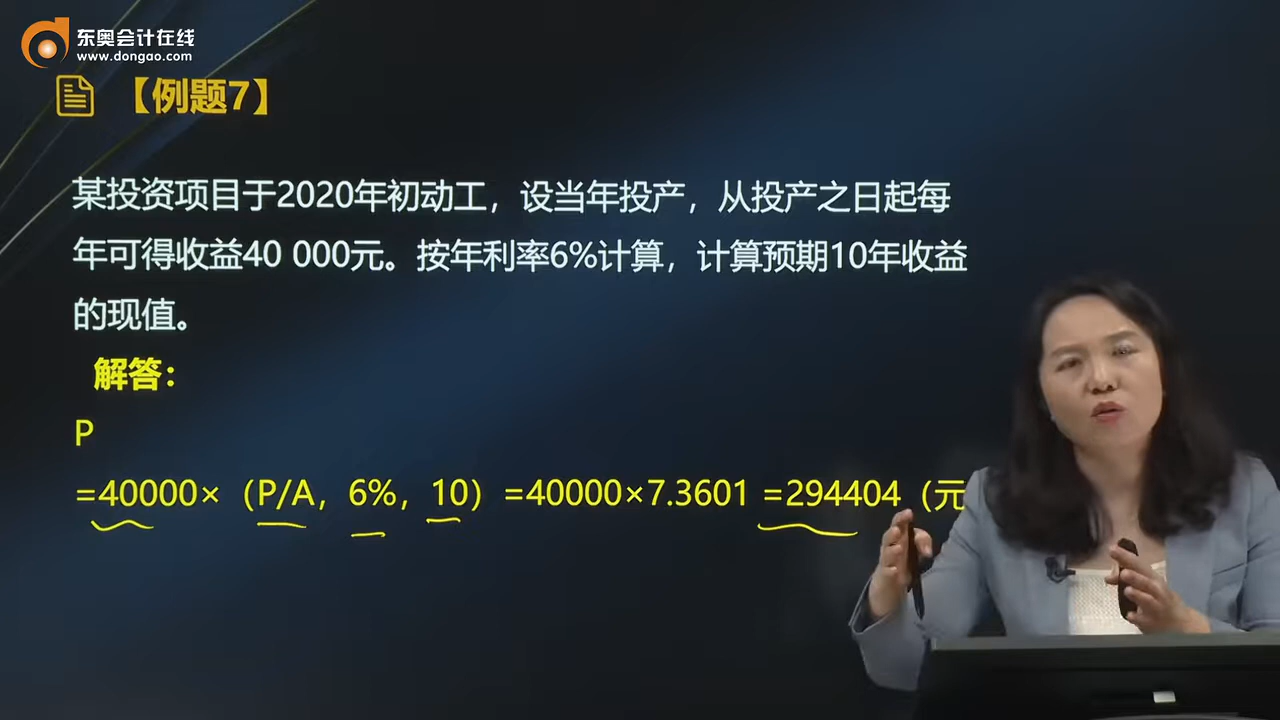 东奥会计在线
www.dongao.com
【例题7】
某投资项目于2020年初动工，设当年投产，从投产之日起每
年可得收益40 000元。按年利率6%计算，计算预期10年收益
的现值。
解答：
P
=40000×（P/A，6%，10）=40000×7.3601 =294404（元